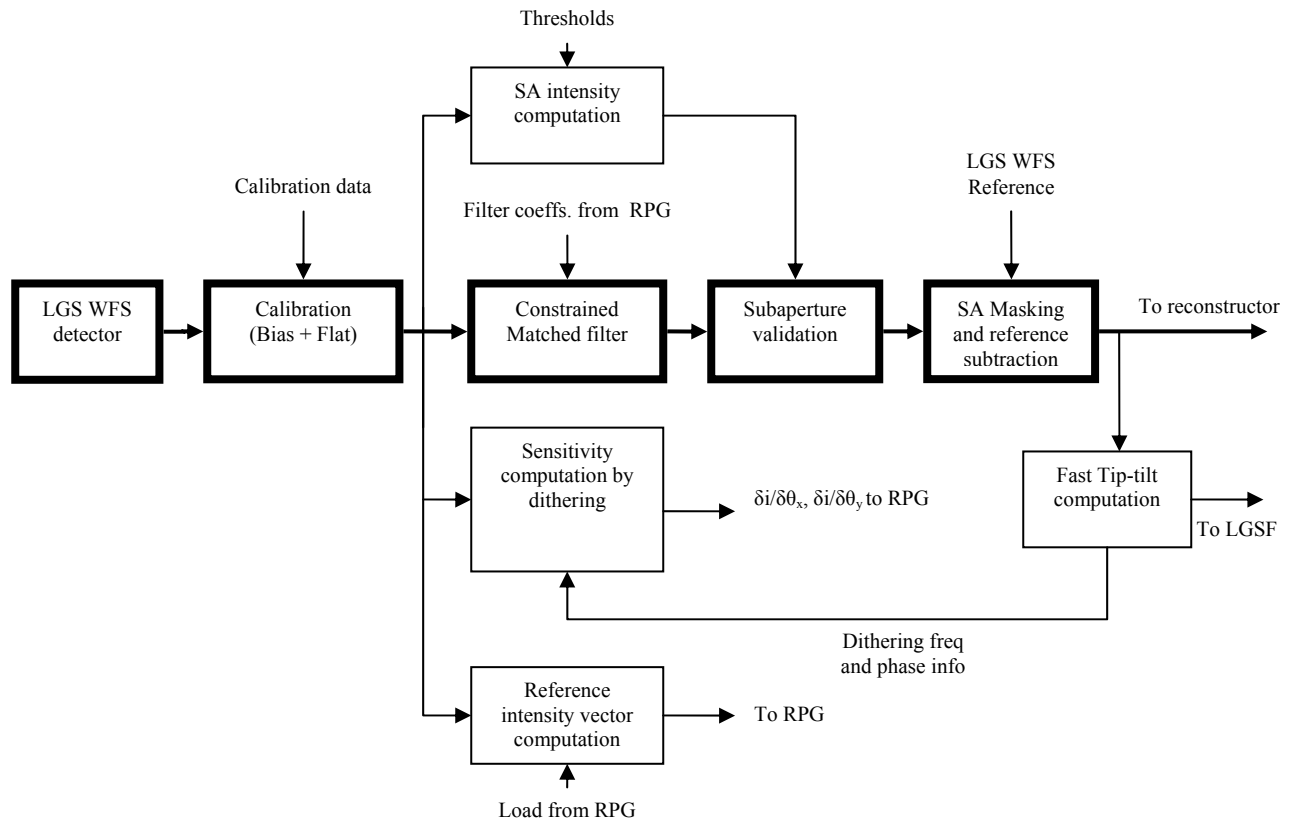 Thresholds
SA intensity
computation
LGS WFS
Reference
Calibration data
Filter coeffs. from RPG
LGS WFS
detector
Calibration
(Bias + Flat)
Constrained
Matched filter
Subaperture
validation
SA Masking
and reference
subtraction
To reconstructor
Sensitivity
computation by
dithering
δi/δθx, δi/δθy to RPG
Fast Tip-tilt
computation
To LGSF
Dithering freq
and phase info
Reference
intensity vector
computation
To RPG
Load from RPG